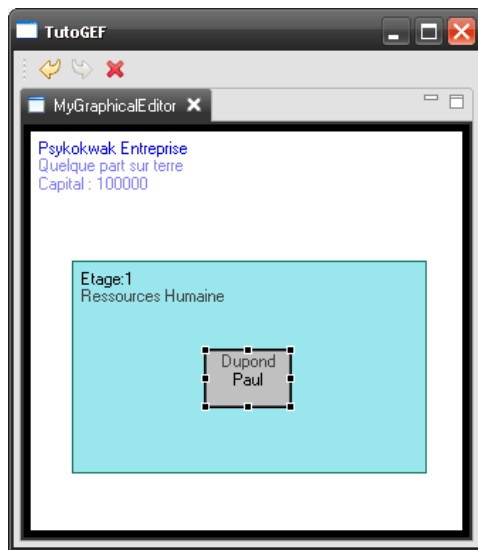 TutoGEF
MyGraphicalEditor
Psykokwak Entreprise
Quelque part sur terre
Capital : 100000
Etage:1
Ressources Humaine
Dupond
Paul